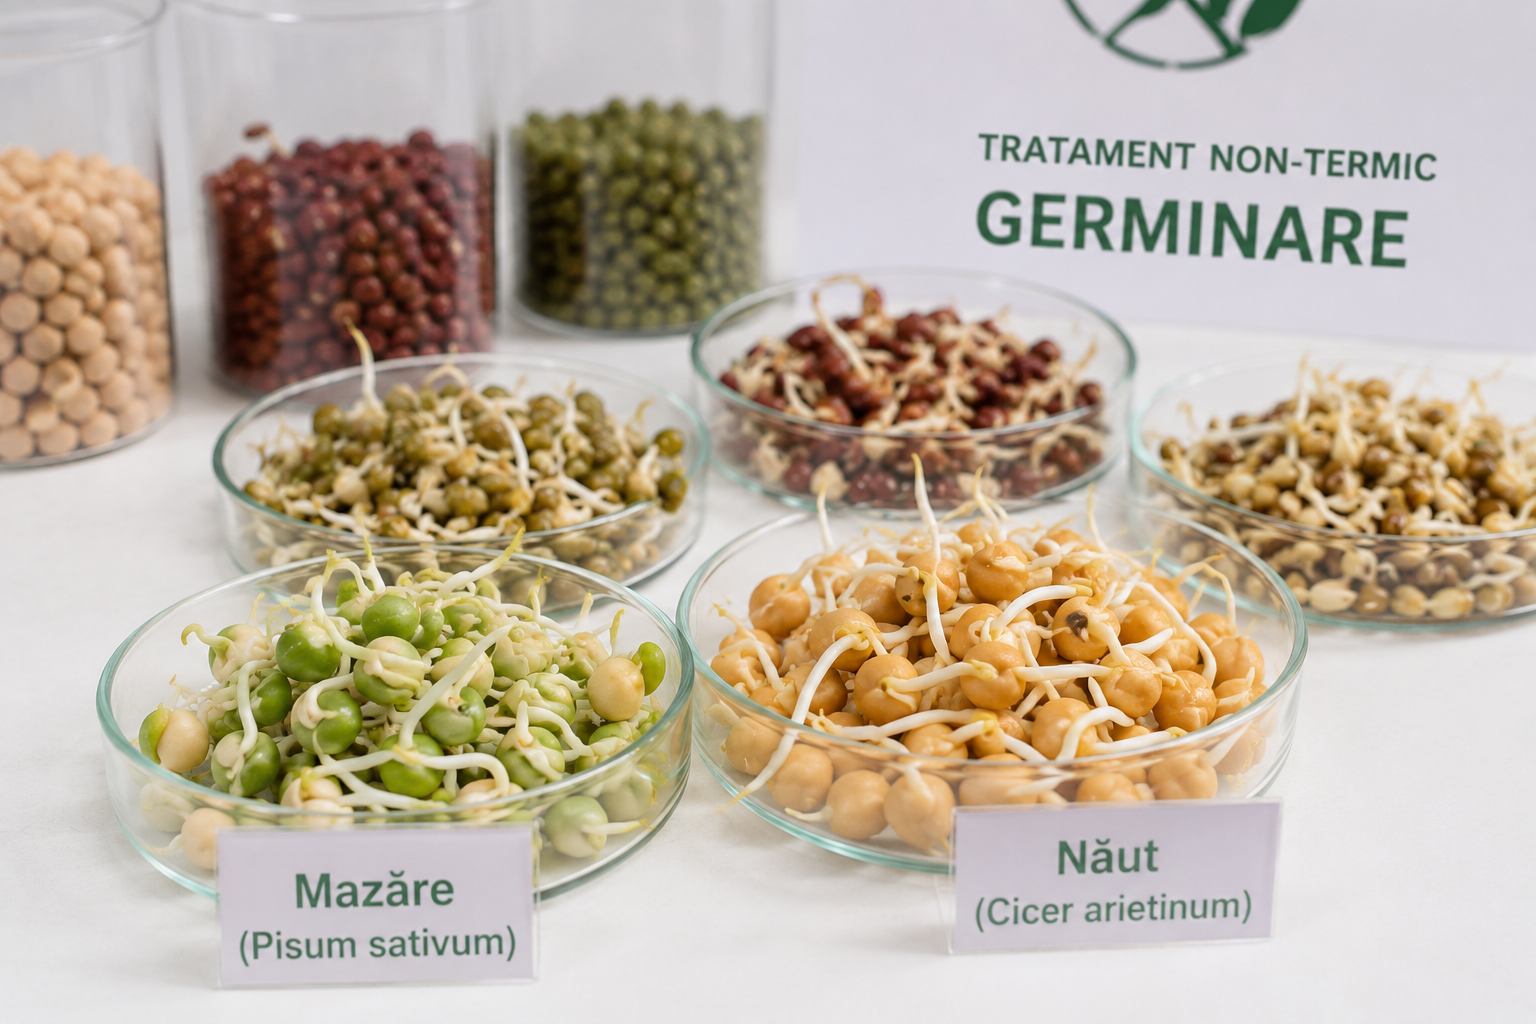 TRATAMENT NON-TERMIC
GERMINARE
Mazăre
(Pisum sativum)
Năut
(Cicer arietinum)